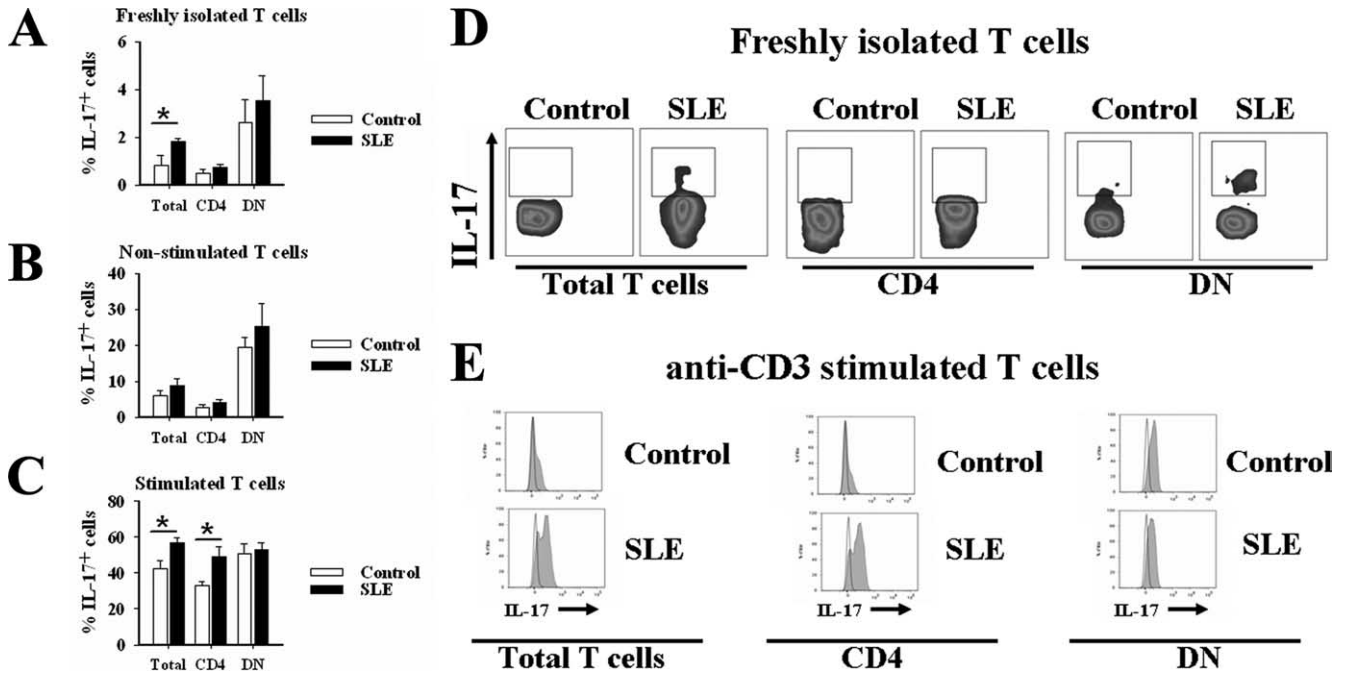 A
Freshly isolated T cells
% IL-17+ cells
6
4
2
0
*
Total CD4 DN
Control
SLE
B
Non-stimulated T cells
% IL-17+ cells
40
30
20
10
0
Total CD4 DN
Control
SLE
C
Stimulated T cells
% IL-17+ cells
80
60
40
20
0
* *
Total CD4 DN
Control
SLE
D
Freshly isolated T cells
Control SLE Control SLE Control SLE
IL-17
Total T cells CD4 DN
E
anti-CD3 stimulated T cells
Control Control Control
SLE SLE SLE
IL-17 IL-17 IL-17
Total T cells CD4 DN